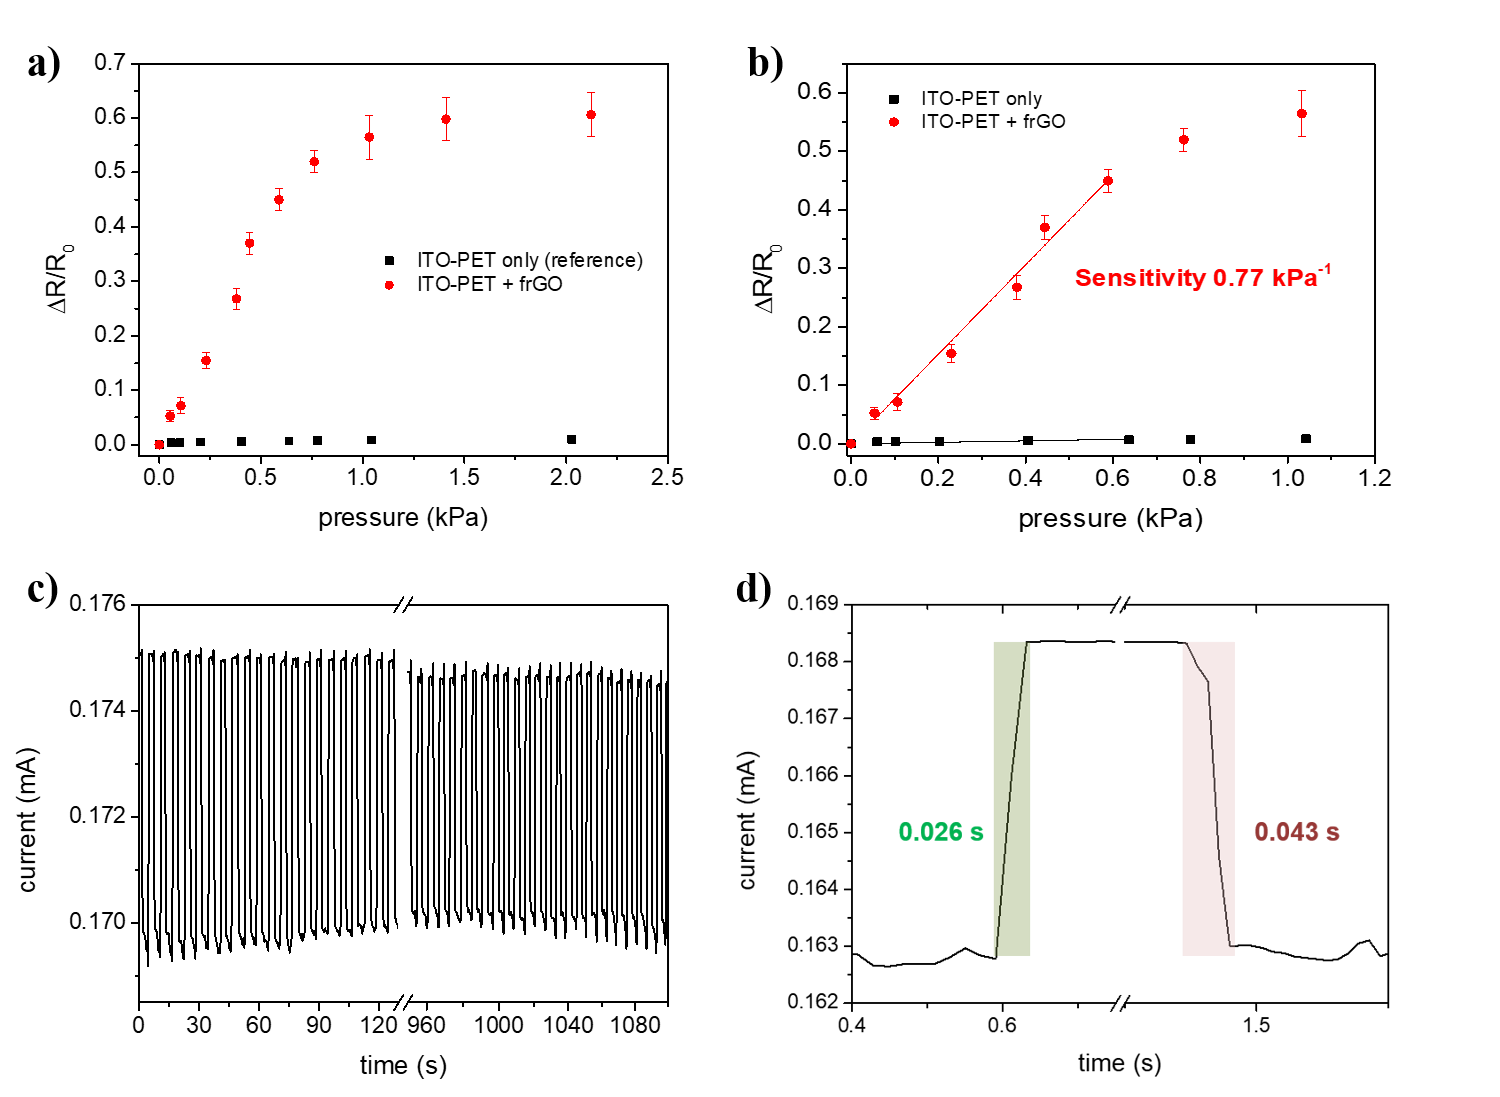 a)
0.7
0.6
0.5
0.4
0.3
0.2
0.1
0.0
ΔR/R0
ITO-PET only (reference)
ITO-PET + frGO
0.0 0.5 1.0 1.5 2.0 2.5
pressure (kPa)
b)
0.6
0.5
0.4
0.3
0.2
0.1
0.0
ΔR/R0
ITO-PET only
ITO-PET + frGO
Sensitivity 0.77 kPa-1
0.0 0.2 0.4 0.6 0.8 1.0 1.2
pressure (kPa)
c)
0.176
0.174
0.172
0.170
current (mA)
0 30 60 90 120 960 1000 1040 1080
time (s)
d)
0.169
0.168
0.167
0.166
0.165
0.164
0.163
0.162
current (mA)
0.026 s
0.043 s
0.4 0.6 1.5
time (s)